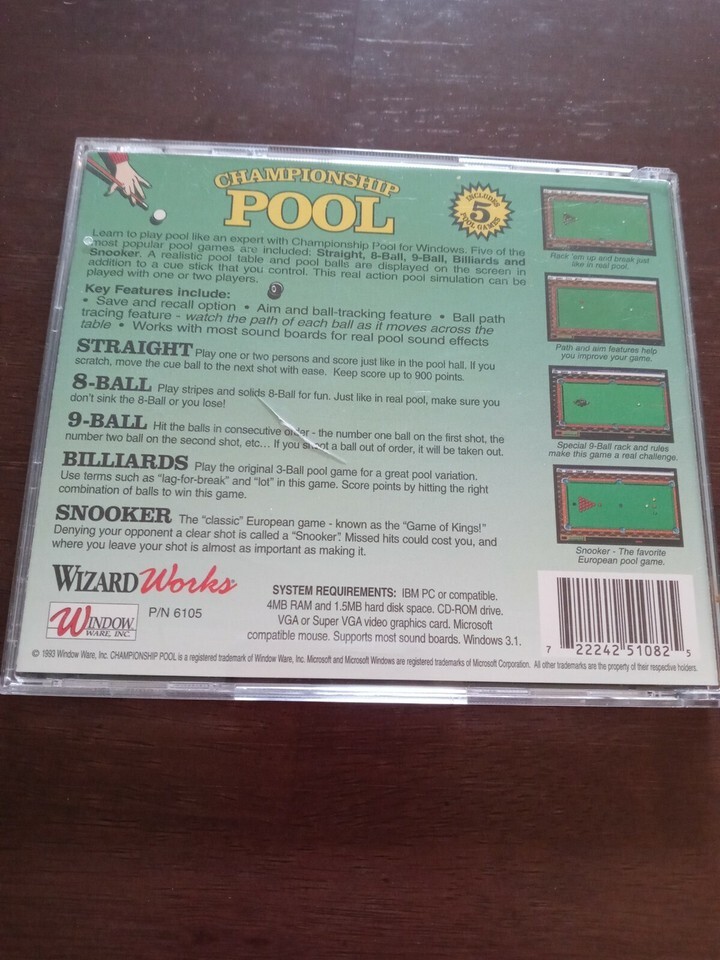 CHAMPIONSHIP
POOL
INCLUDES
5
POOL GAMES
Learn to play pool like an expert with Championship Pool for Windows. Five of the
most popular pool games are included: Straight, 8-Ball, 9-Ball, Billiards and
Snooker. A realistic pool table and pool balls are displayed on the screen in
addition to a cue stick that you control. This real action pool simulation can be
played with one or two players.
Key Features include:
• Save and recall option • Aim and ball-tracking feature • Ball path
tracing feature - watch the path of each ball as it moves across the
table • Works with most sound boards for real pool sound effects
STRAIGHT Play one or two persons and score just like in the pool hall. If you
scratch, move the cue ball to the next shot with ease. Keep score up to 900 points.
8-BALL Play stripes and solids 8-Ball for fun. Just like in real pool, make sure you
don't sink the 8-Ball or you lose!
9-BALL Hit the balls in consecutive order - the number one ball on the first shot, the
number two ball on the second shot, etc... If you shoot a ball out of order, it will be taken out.
BILLIARDS Play the original 3-Ball pool game for a great pool variation.
Use terms such as "lag-for-break" and "lot" in this game. Score points by hitting the right
combination of balls to win this game.
SNOOKER The "classic" European game - known as the "Game of Kings!"
Denying your opponent a clear shot is called a "Snooker". Missed hits could cost you, and
where you leave your shot is almost as important as making it.
Rack 'em up and break just
like in real pool.
Path and aim features help
you improve your game.
Special 9-Ball rack and rules
make this game a real challenge.
Snooker - The favorite
European pool game.
WIZARDWorks
WINDOW
WARE, INC.
P/N 6105
SYSTEM REQUIREMENTS: IBM PC or compatible.
4MB RAM and 1.5MB hard disk space. CD-ROM drive.
VGA or Super VGA video graphics card. Microsoft
compatible mouse. Supports most sound boards. Windows 3.1.
7 22242 51082 5
© 1993 Window Ware, Inc. CHAMPIONSHIP POOL is a registered trademark of Window Ware, Inc. Microsoft and Microsoft Windows are registered trademarks of Microsoft Corporation. All other trademarks are the property of their respective holders.